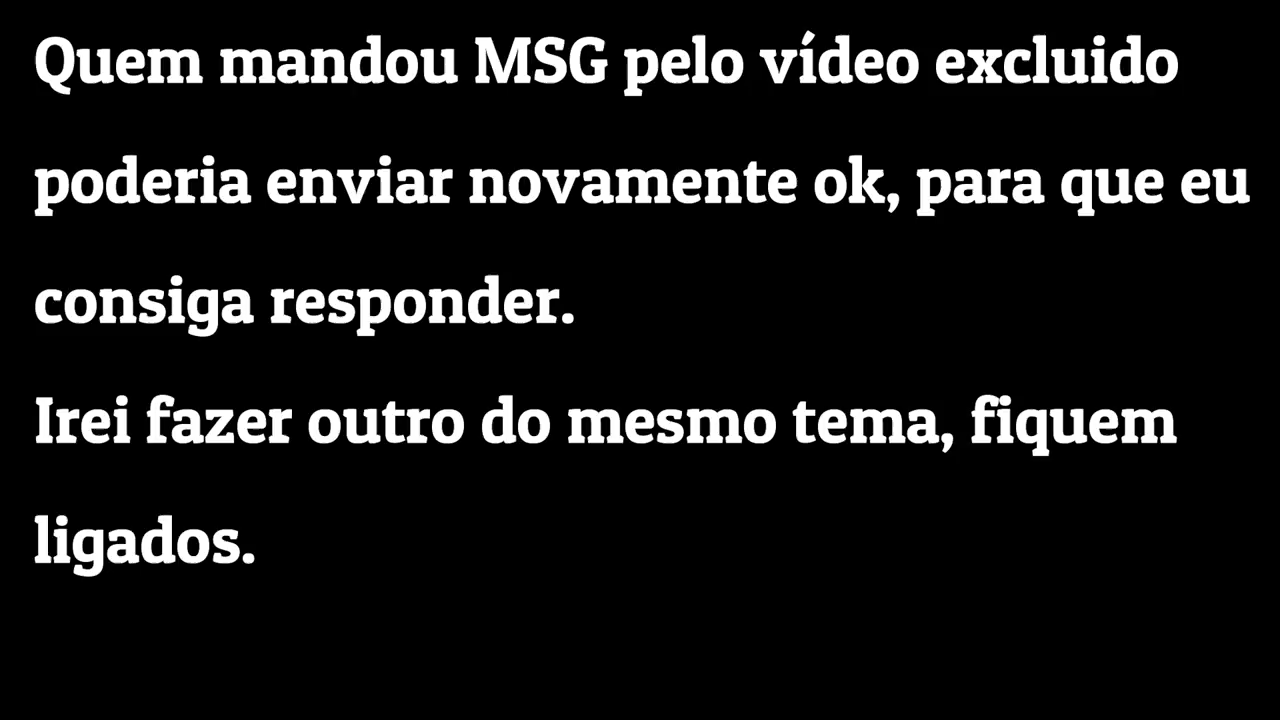 Quem mandou MSG pelo vídeo excluido
poderia enviar novamente ok, para que eu
consiga responder.
Irei fazer outro do mesmo tema, fiquem
ligados.